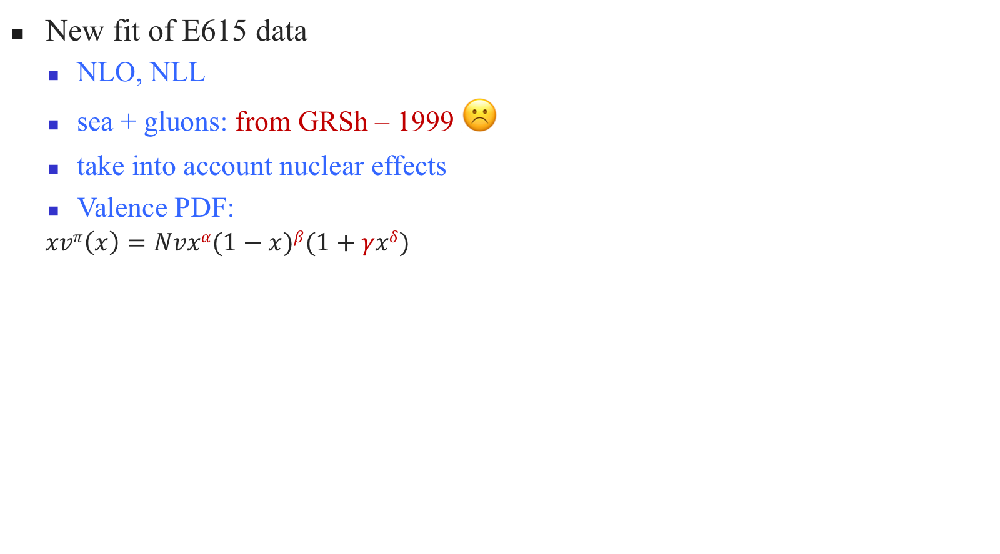 ▪ New fit of E615 data
▪ NLO, NLL
▪ sea + gluons: from GRSh – 1999 ☹️
▪ take into account nuclear effects
▪ Valence PDF:
𝑥𝑣^𝜋(𝑥) = 𝑁𝑣𝑥^𝛼(1 − 𝑥)^𝛽(1 + 𝛾𝑥^𝛿)